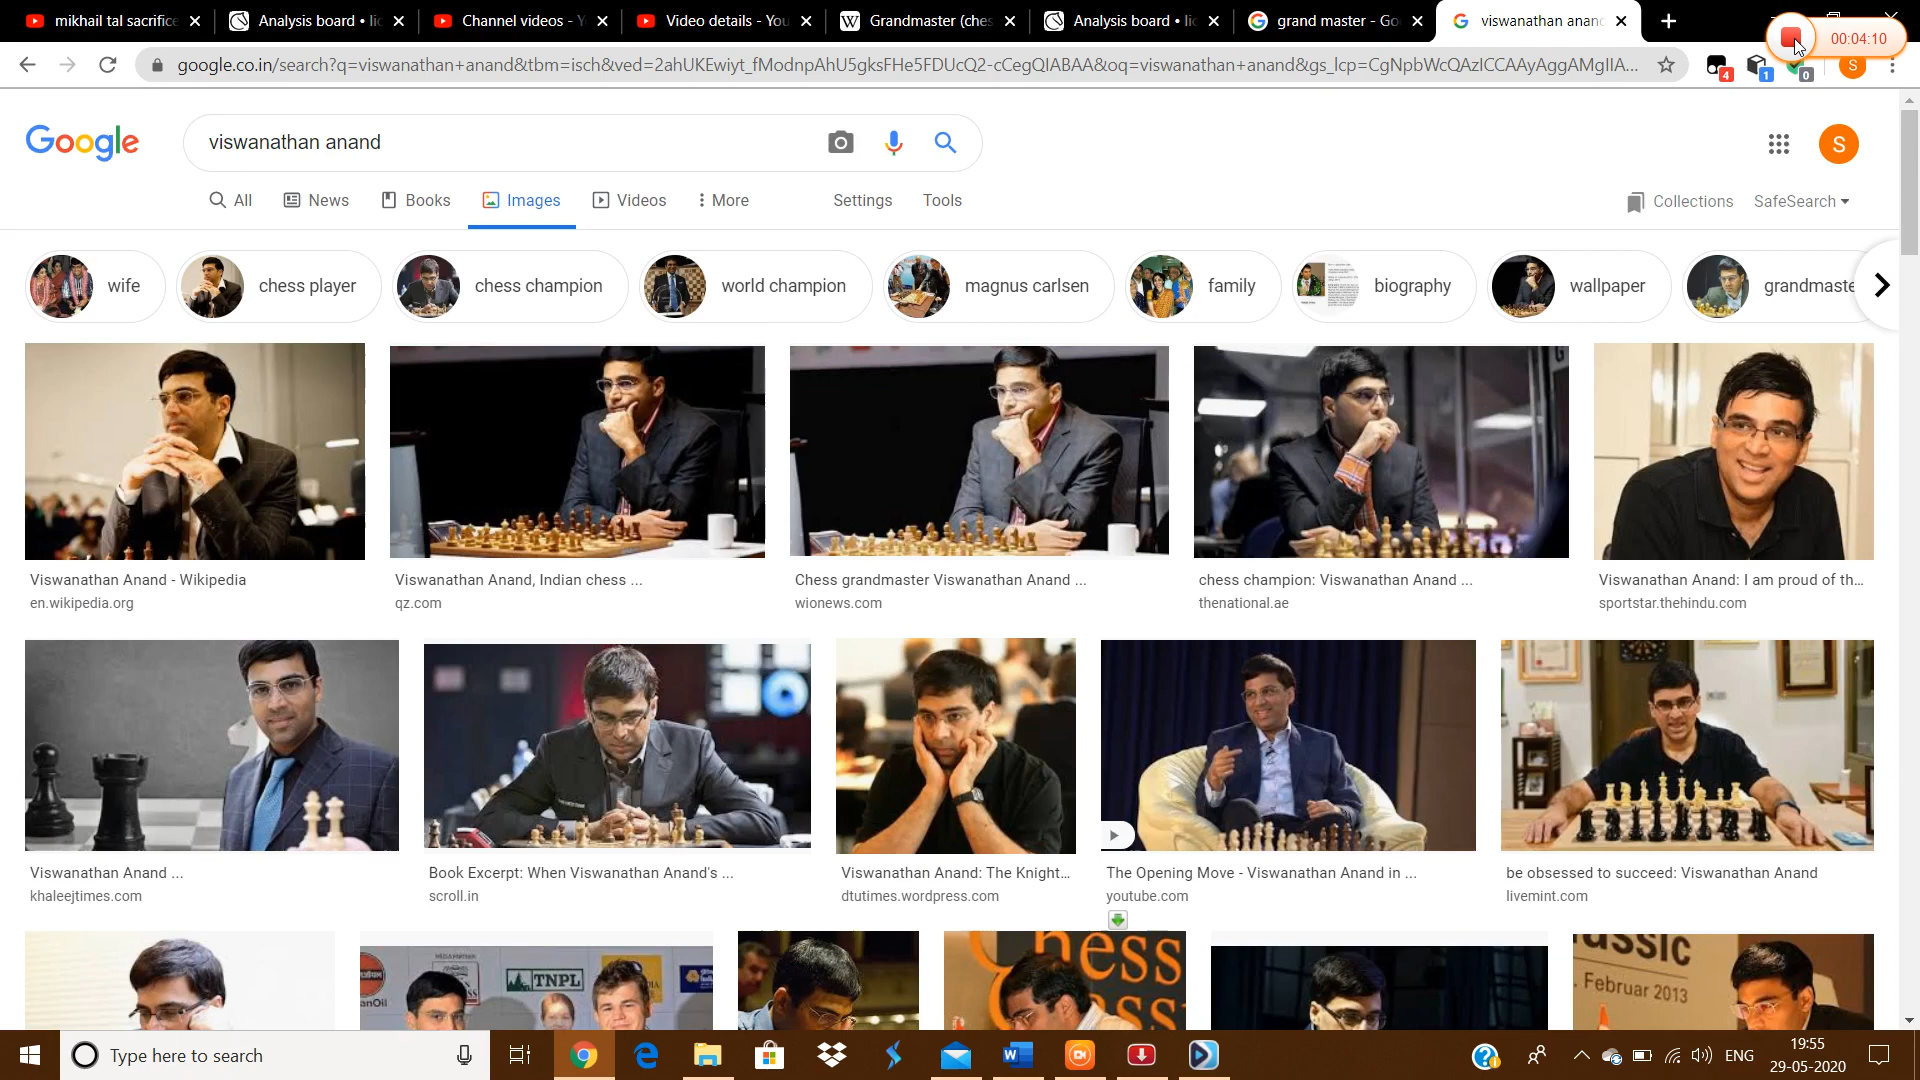 mikhail tal sacrifice
Analysis board • lic
Channel videos - Y
Video details - You
Grandmaster (ches
Analysis board • lic
grand master - Go
viswanathan anan
00:04:10
google.co.in/search?q=viswanathan+anand&tbm=isch&ved=2ahUKEwiyt_fModnpAhU5gksFHe5FDUcQ2-cCegQIABAA&oq=viswanathan+anand&gs_lcp=CgNpbWcQAzICCAAyAggAMgIIA...
4
1
0
S
Google
viswanathan anand
S
All
News
Books
Images
Videos
More
Settings
Tools
Collections
SafeSearch
wife
chess player
chess champion
world champion
magnus carlsen
family
biography
wallpaper
grandmaste
Viswanathan Anand - Wikipedia
en.wikipedia.org
Viswanathan Anand, Indian chess ...
qz.com
Chess grandmaster Viswanathan Anand ...
wionews.com
chess champion: Viswanathan Anand ...
thenational.ae
Viswanathan Anand: I am proud of th...
sportstar.thehindu.com
Viswanathan Anand ...
khaleejtimes.com
Book Excerpt: When Viswanathan Anand's ...
scroll.in
Viswanathan Anand: The Knight...
dtutimes.wordpress.com
The Opening Move - Viswanathan Anand in ...
youtube.com
be obsessed to succeed: Viswanathan Anand
livemint.com
TNPL
hess
assic
. Februar 2013
Type here to search
ENG
19:55
29-05-2020